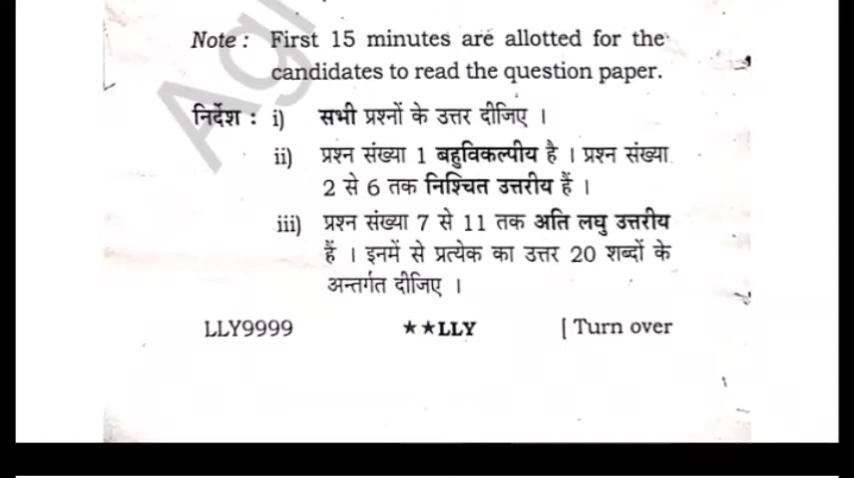 Note : First 15 minutes are allotted for the
candidates to read the question paper.
निर्देश : i) सभी प्रश्नों के उत्तर दीजिए ।
ii) प्रश्न संख्या 1 बहुविकल्पीय है । प्रश्न संख्या
2 से 6 तक निश्चित उत्तरीय हैं ।
iii) प्रश्न संख्या 7 से 11 तक अति लघु उत्तरीय
हैं । इनमें से प्रत्येक का उत्तर 20 शब्दों के
अन्तर्गत दीजिए ।
LLY9999 ★★LLY [ Turn over